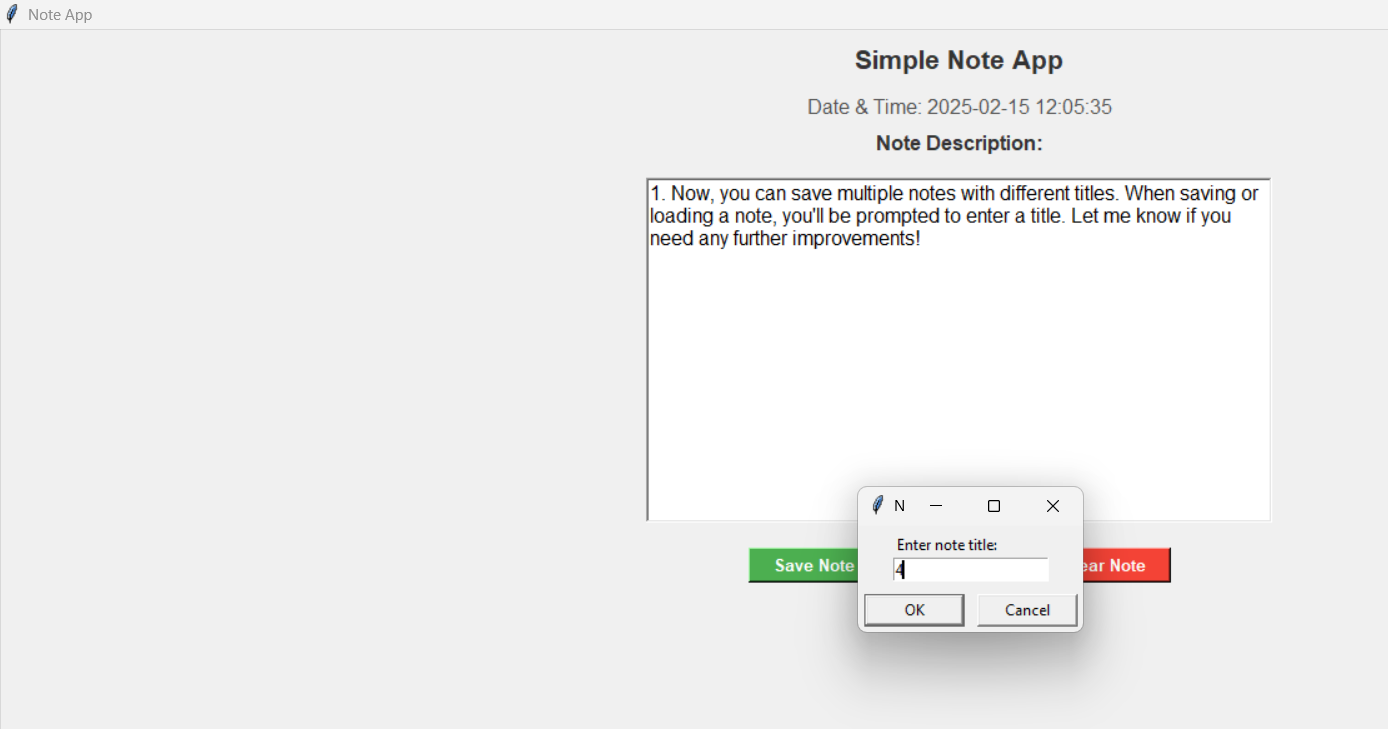 Note App
Simple Note App
Date & Time: 2025-02-15 12:05:35
Note Description:
1. Now, you can save multiple notes with different titles. When saving or
loading a note, you'll be prompted to enter a title. Let me know if you
need any further improvements!
N
Enter note title:
4
Save Note
ear Note
OK
Cancel